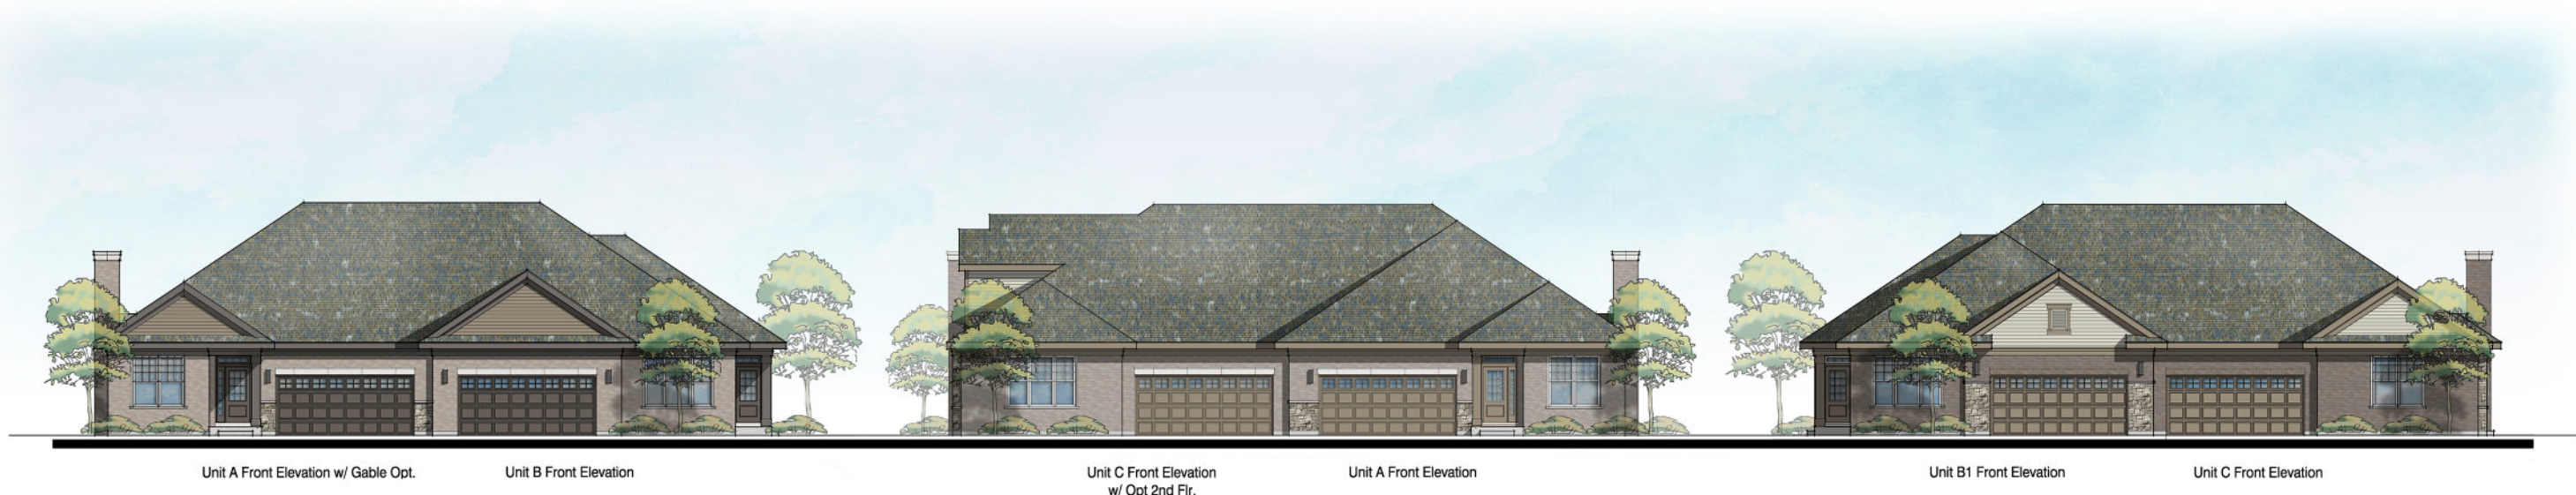 Unit A Front Elevation w/ Gable Opt.
Unit B Front Elevation
Unit C Front Elevation
w/ Opt 2nd Flr.
Unit A Front Elevation
Unit B1 Front Elevation
Unit C Front Elevation